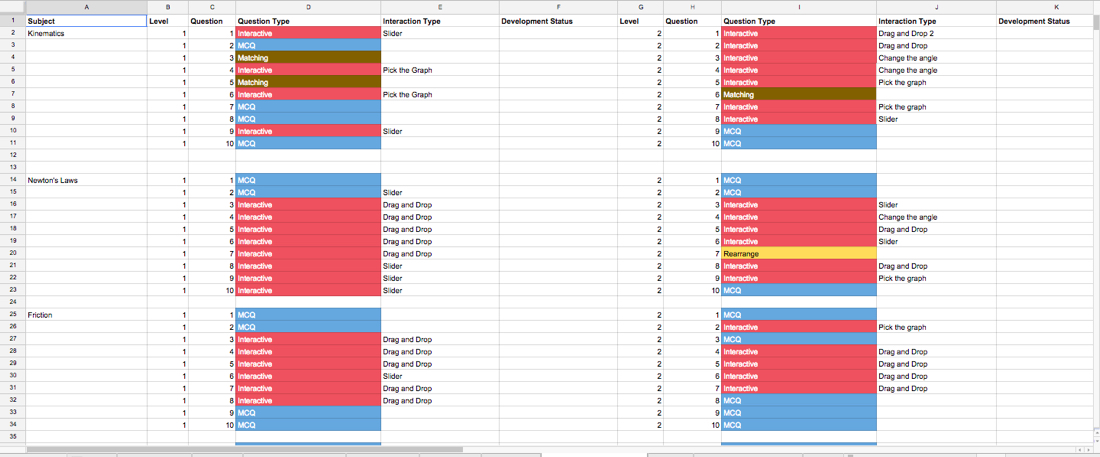 A B C D E F G H I J K
1 Subject Level Question Question Type Interaction Type Development Status Level Question Question Type Interaction Type Development Status
2 Kinematics 1 1 Interactive Slider 2 1 Interactive Drag and Drop 2
3 1 2 MCQ 2 2 Interactive Drag and Drop
4 1 3 Matching 2 3 Interactive Change the angle
5 1 4 Interactive Pick the Graph 2 4 Interactive Change the angle
6 1 5 Matching 2 5 Interactive Pick the graph
7 1 6 Interactive Pick the Graph 2 6 Matching
8 1 7 MCQ 2 7 Interactive Pick the graph
9 1 8 MCQ 2 8 Interactive Slider
10 1 9 Interactive Slider 2 9 MCQ
11 1 10 MCQ 2 10 MCQ
12
13
14 Newton's Laws 1 1 MCQ 2 1 MCQ
15 1 2 MCQ Slider 2 2 MCQ
16 1 3 Interactive Drag and Drop 2 3 Interactive Slider
17 1 4 Interactive Drag and Drop 2 4 Interactive Change the angle
18 1 5 Interactive Drag and Drop 2 5 Interactive Drag and Drop
19 1 6 Interactive Drag and Drop 2 6 Interactive Slider
20 1 7 Interactive Drag and Drop 2 7 Rearrange
21 1 8 Interactive Slider 2 8 Interactive Drag and Drop
22 1 9 Interactive Slider 2 9 Interactive Pick the graph
23 1 10 Interactive Slider 2 10 MCQ
24
25 Friction 1 1 MCQ 2 1 MCQ
26 1 2 MCQ 2 2 Interactive Pick the graph
27 1 3 Interactive Drag and Drop 2 3 MCQ
28 1 4 Interactive Drag and Drop 2 4 Interactive Drag and Drop
29 1 5 Interactive Drag and Drop 2 5 Interactive Drag and Drop
30 1 6 Interactive Slider 2 6 Interactive Drag and Drop
31 1 7 Interactive Drag and Drop 2 7 Interactive Drag and Drop
32 1 8 Interactive Drag and Drop 2 8 MCQ
33 1 9 MCQ 2 9 MCQ
34 1 10 MCQ 2 10 MCQ
35